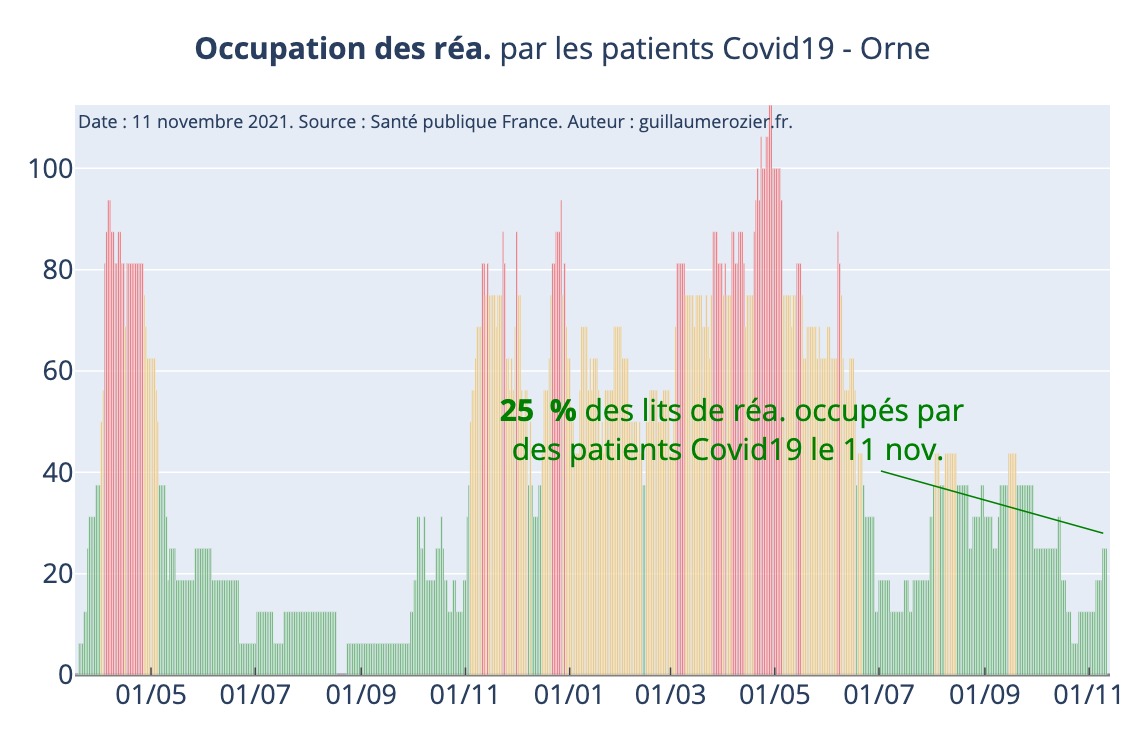 Occupation des réa. par les patients Covid19 - Orne
Date : 11 novembre 2021. Source : Santé publique France. Auteur : guillaumerozier.fr.
100
80
60
25 % des lits de réa. occupés par
des patients Covid19 le 11 nov.
40
20
0
01/05 01/07 01/09 01/11 01/01 01/03 01/05 01/07 01/09 01/11